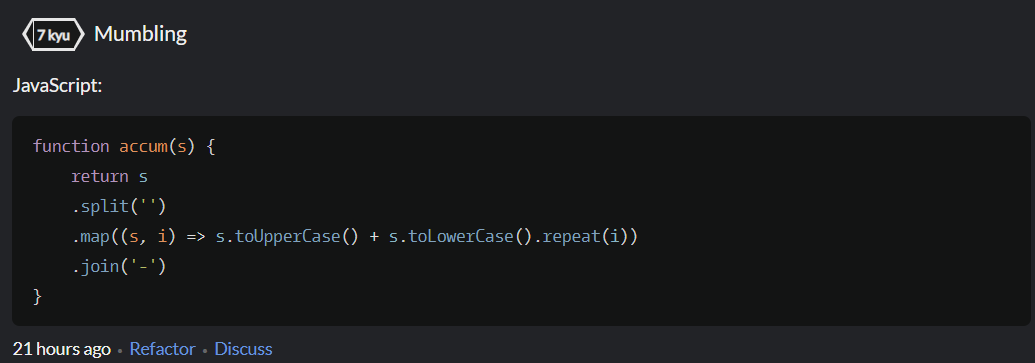 7 kyu Mumbling
JavaScript:
function accum(s) {
    return s
    .split('')
    .map((s, i) => s.toUpperCase() + s.toLowerCase().repeat(i))
    .join('-')
}
21 hours ago • Refactor • Discuss